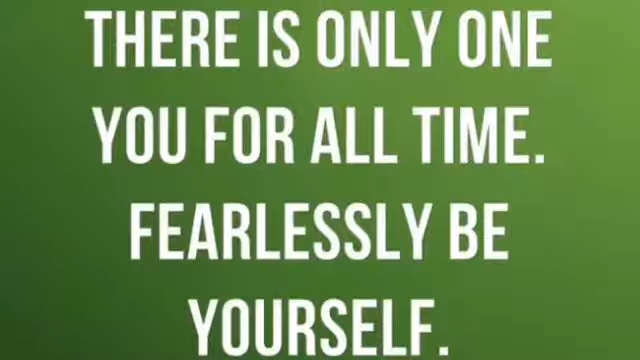 THERE IS ONLY ONE
YOU FOR ALL TIME.
FEARLESSLY BE
YOURSELF.